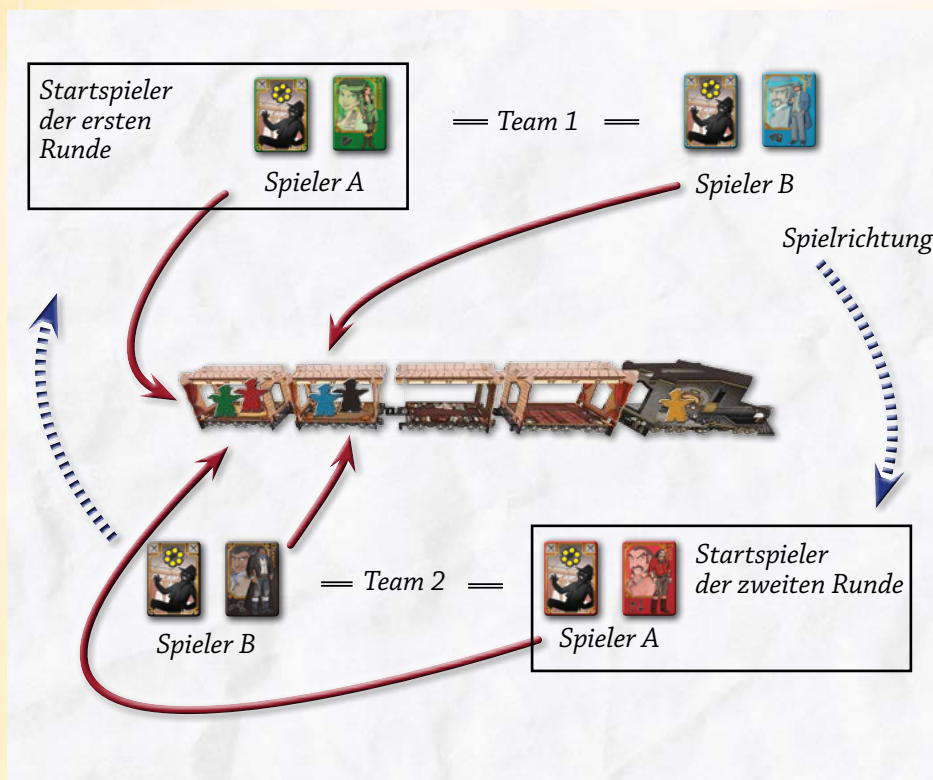 Startspieler
der ersten
Runde
Spieler A
Team 1
Spieler B
Spielrichtung
Spieler B
Team 2
Spieler A
Startspieler
der zweiten Runde